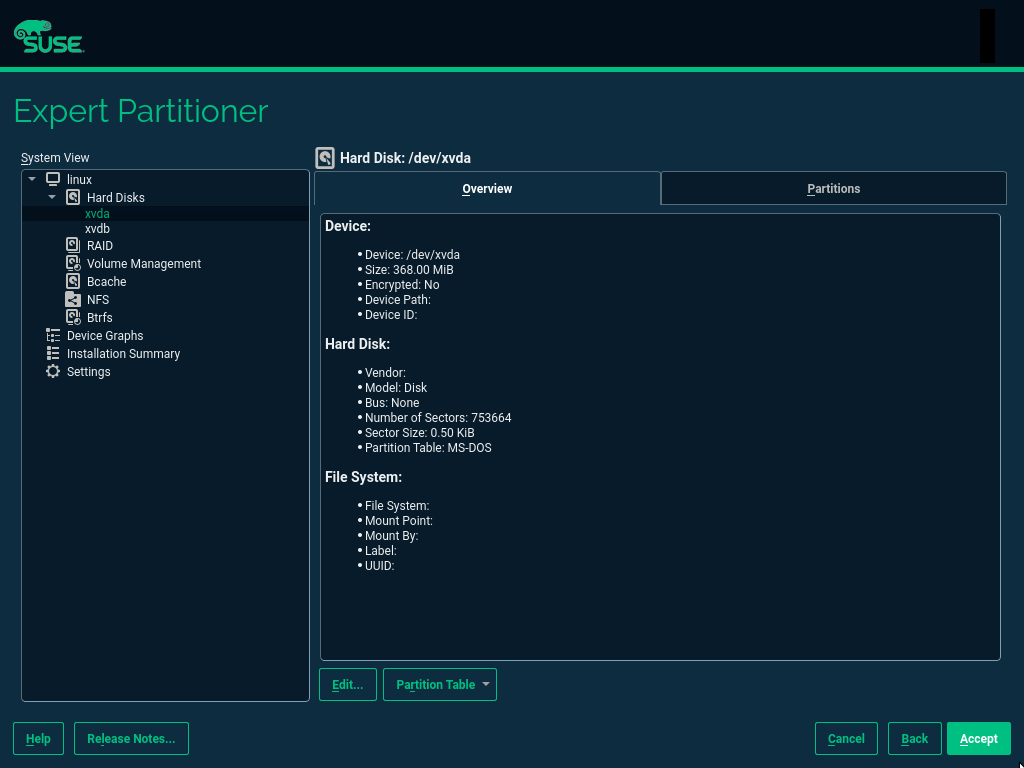 SUSE
Expert Partitioner
System View
linux
Hard Disks
xvda
xvdb
RAID
Volume Management
Bcache
NFS
Btrfs
Device Graphs
Installation Summary
Settings
Hard Disk: /dev/xvda
Overview
Partitions
Device:
• Device: /dev/xvda
• Size: 368.00 MiB
• Encrypted: No
• Device Path:
• Device ID:
Hard Disk:
• Vendor:
• Model: Disk
• Bus: None
• Number of Sectors: 753664
• Sector Size: 0.50 KiB
• Partition Table: MS-DOS
File System:
• File System:
• Mount Point:
• Mount By:
• Label:
• UUID:
Edit...
Partition Table
Help
Release Notes...
Cancel
Back
Accept